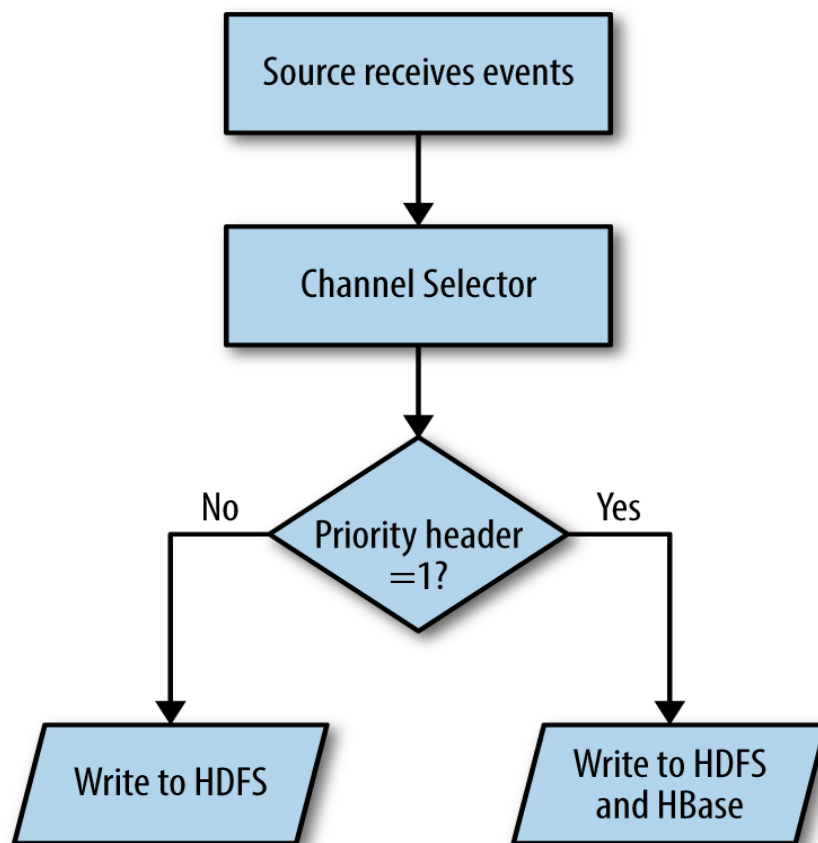 Source receives events
Channel Selector
No
Yes
Priority header
=1?
Write to HDFS
Write to HDFS
and HBase